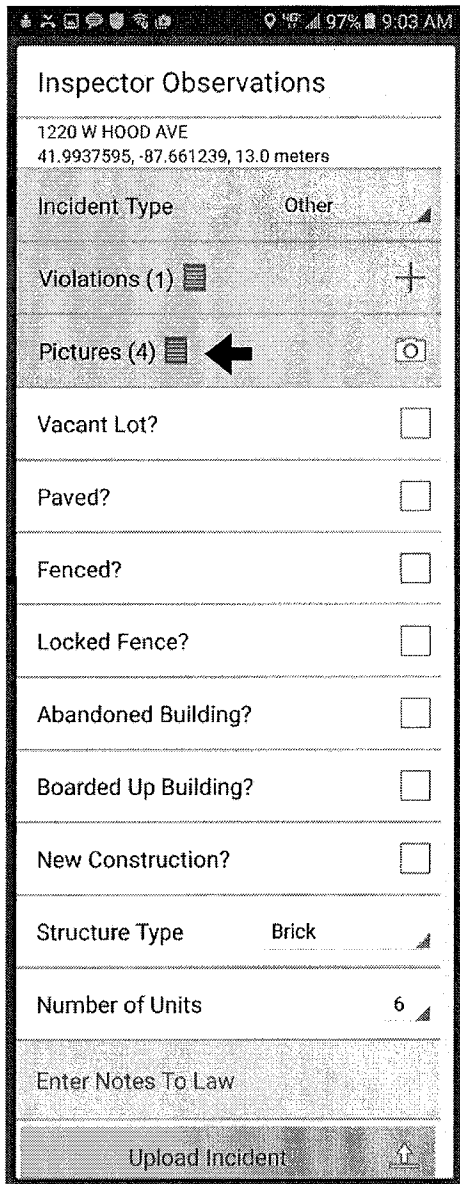 97% 9:03 AM
Inspector Observations
1220 W HOOD AVE
41.9937595, -87.661239, 13.0 meters
Incident Type Other
Violations (1)
Pictures (4)
Vacant Lot?
Paved?
Fenced?
Locked Fence?
Abandoned Building?
Boarded Up Building?
New Construction?
Structure Type Brick
Number of Units 6
Enter Notes To Law
Upload Incident